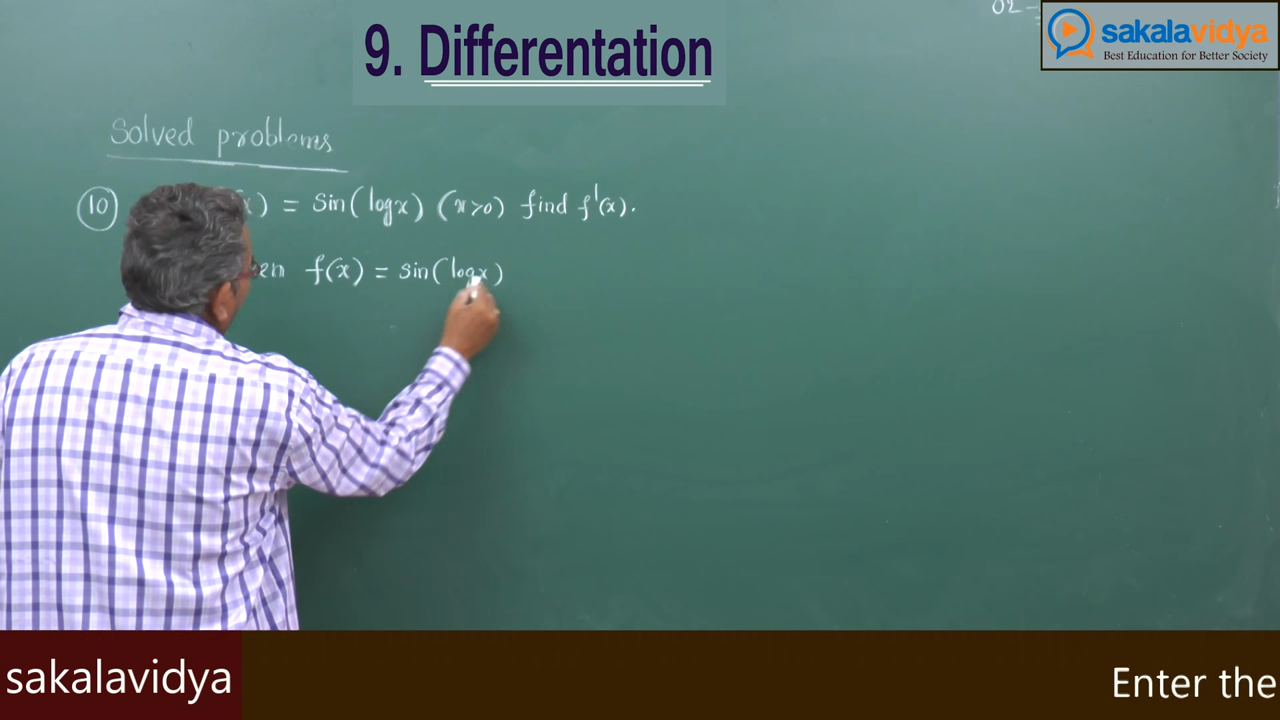 9. Differentation
sakalavidya
Best Education for Better Society
Solved problems
10 ) = Sin(logx) (x>0) find f'(x).
f(x) = sin(logx)
sakalavidya
Enter the